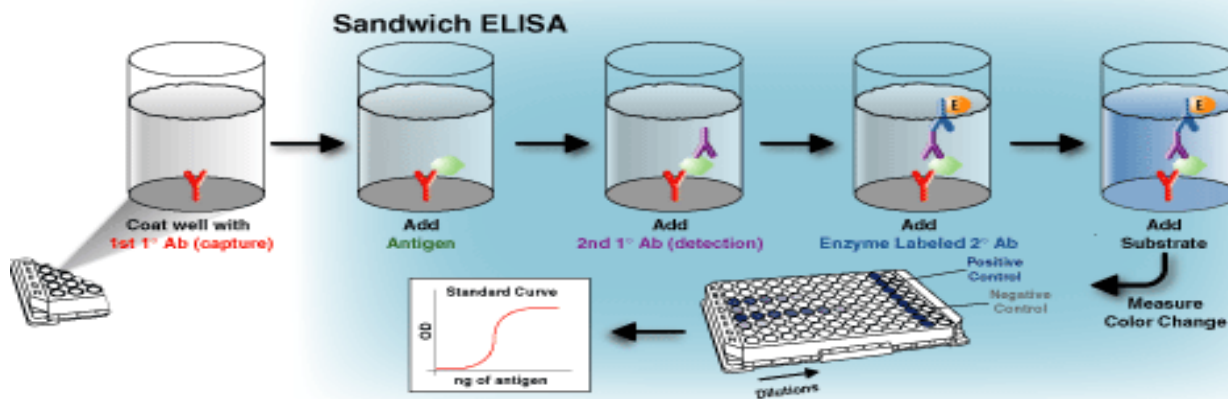 Sandwich ELISA
E
E
Coat well with
1st 1° Ab (capture)
Add
Antigen
Add
2nd 1° Ab (detection)
Add
Enzyme Labeled 2° Ab
Add
Substrate
Positive
Control
Negative
Control
Measure
Color Change
Standard Curve
OD
ng of antigen
Dilutions